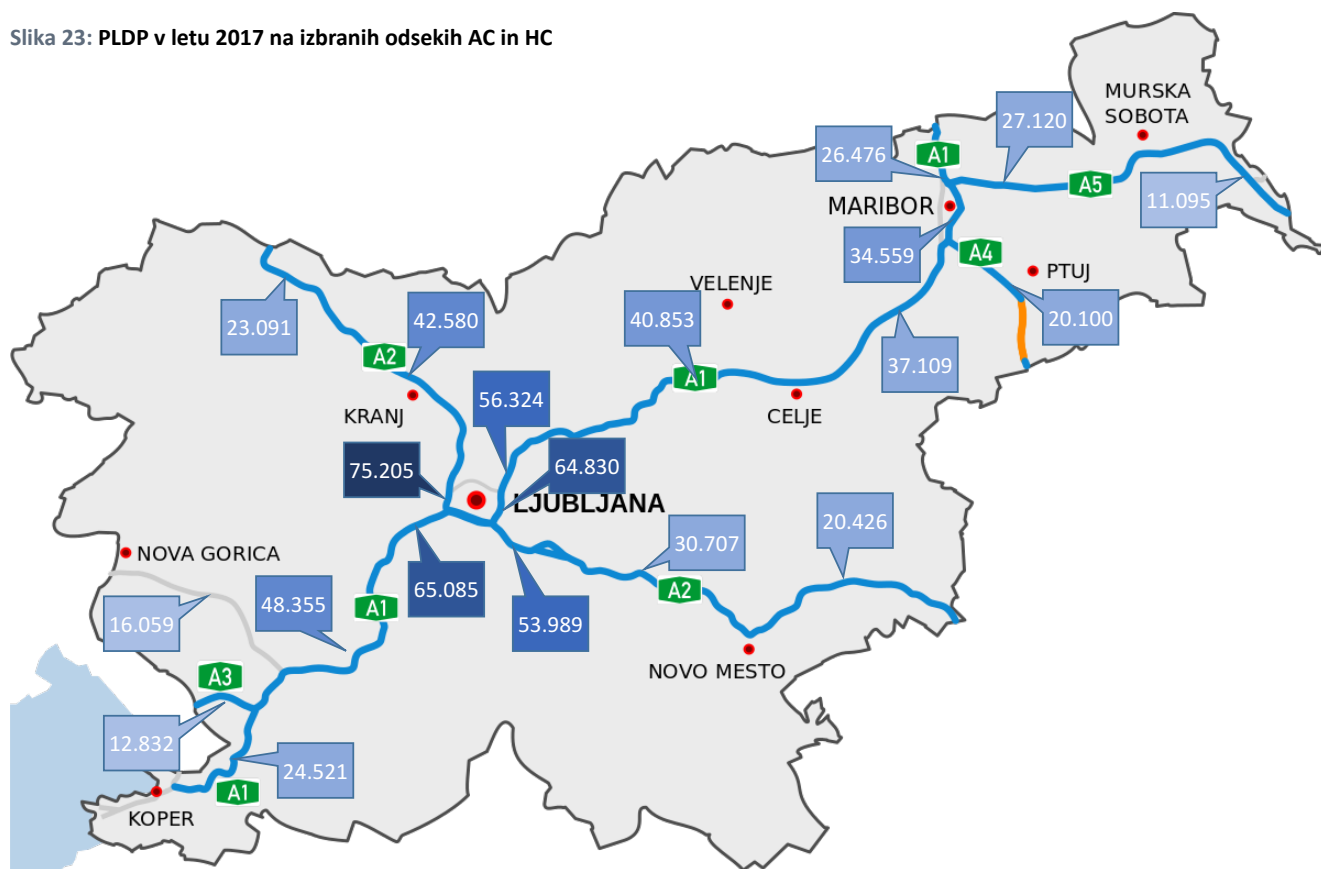 Slika 23: PLDP v letu 2017 na izbranih odsekih AC in HC
MURSKA
SOBOTA
27.120
26.476
A1
A5
11.095
MARIBOR
34.559
A4
PTUJ
20.100
VELENJE
23.091
42.580
40.853
A2
37.109
A1
KRANJ
CELJE
56.324
75.205
64.830
LJUBLJANA
20.426
NOVA GORICA
30.707
48.355
65.085
53.989
A2
A1
16.059
NOVO MESTO
A3
12.832
24.521
A1
KOPER